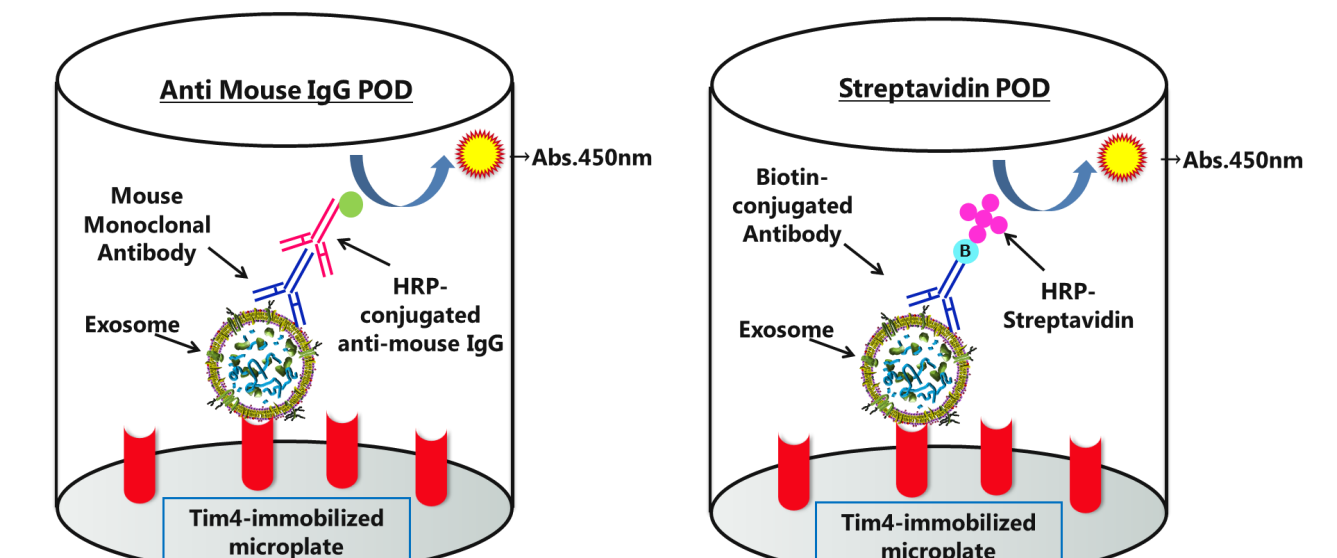 Anti Mouse IgG POD
Abs.450nm
Mouse
Monoclonal
Antibody
HRP-
conjugated
anti-mouse IgG
Exosome
Tim4-immobilized
microplate
Streptavidin POD
Abs.450nm
Biotin-
conjugated
Antibody
B
HRP-
Streptavidin
Exosome
Tim4-immobilized
microplate